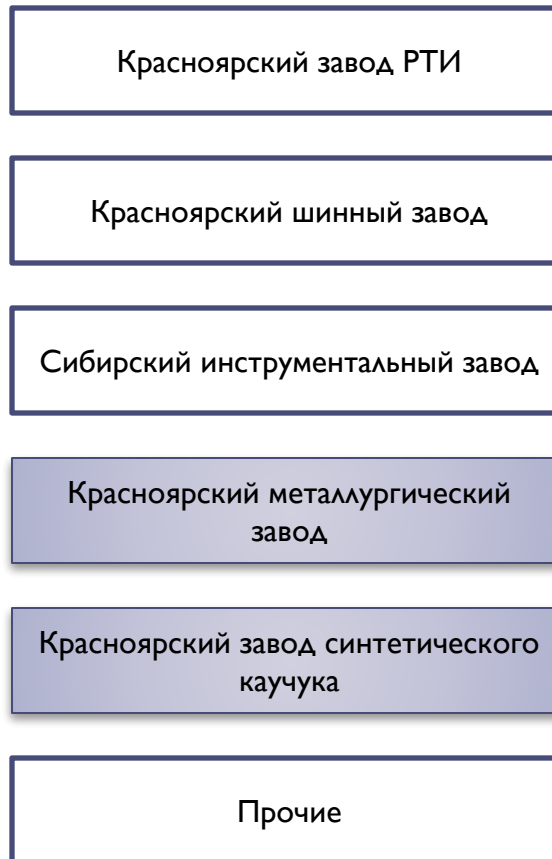 Красноярский завод РТИ
Красноярский шинный завод
Сибирский инструментальный завод
Красноярский металлургический
завод
Красноярский завод синтетического
каучука
Прочие